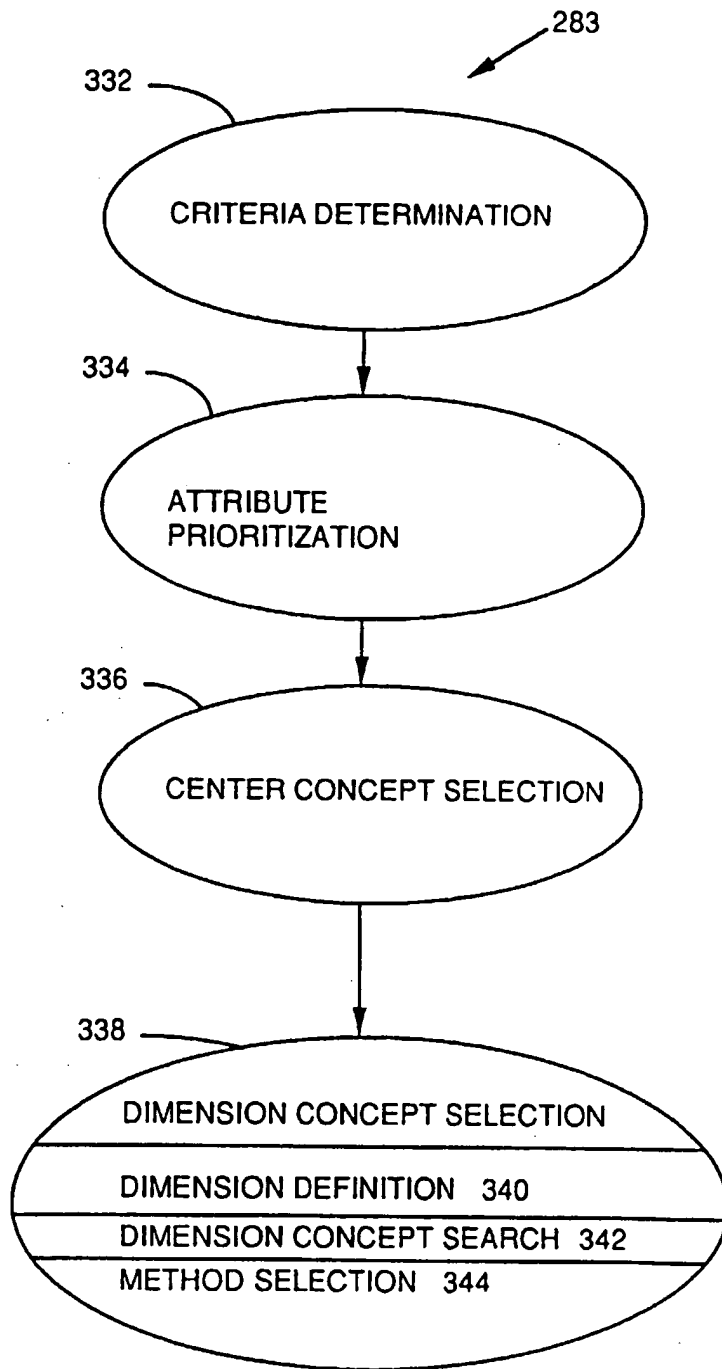 283
332
CRITERIA DETERMINATION
334
ATTRIBUTE
PRIORITIZATION
336
CENTER CONCEPT SELECTION
338
DIMENSION CONCEPT SELECTION
DIMENSION DEFINITION 340
DIMENSION CONCEPT SEARCH 342
METHOD SELECTION 344